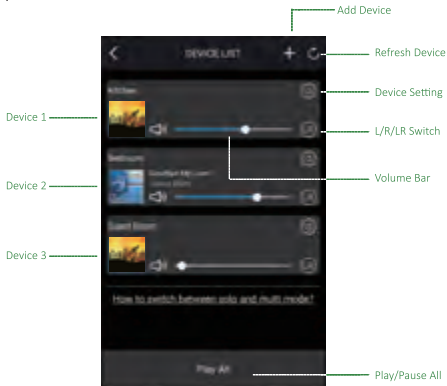 Add Device
DEVICE LIST
Refresh Device
Kitchen
Device Setting
Device 1
L/R/LR Switch
Bedroom
Volume Bar
Device 2
Guest Room
Device 3
How to switch between solo and multi mode?
Play All
Play/Pause All